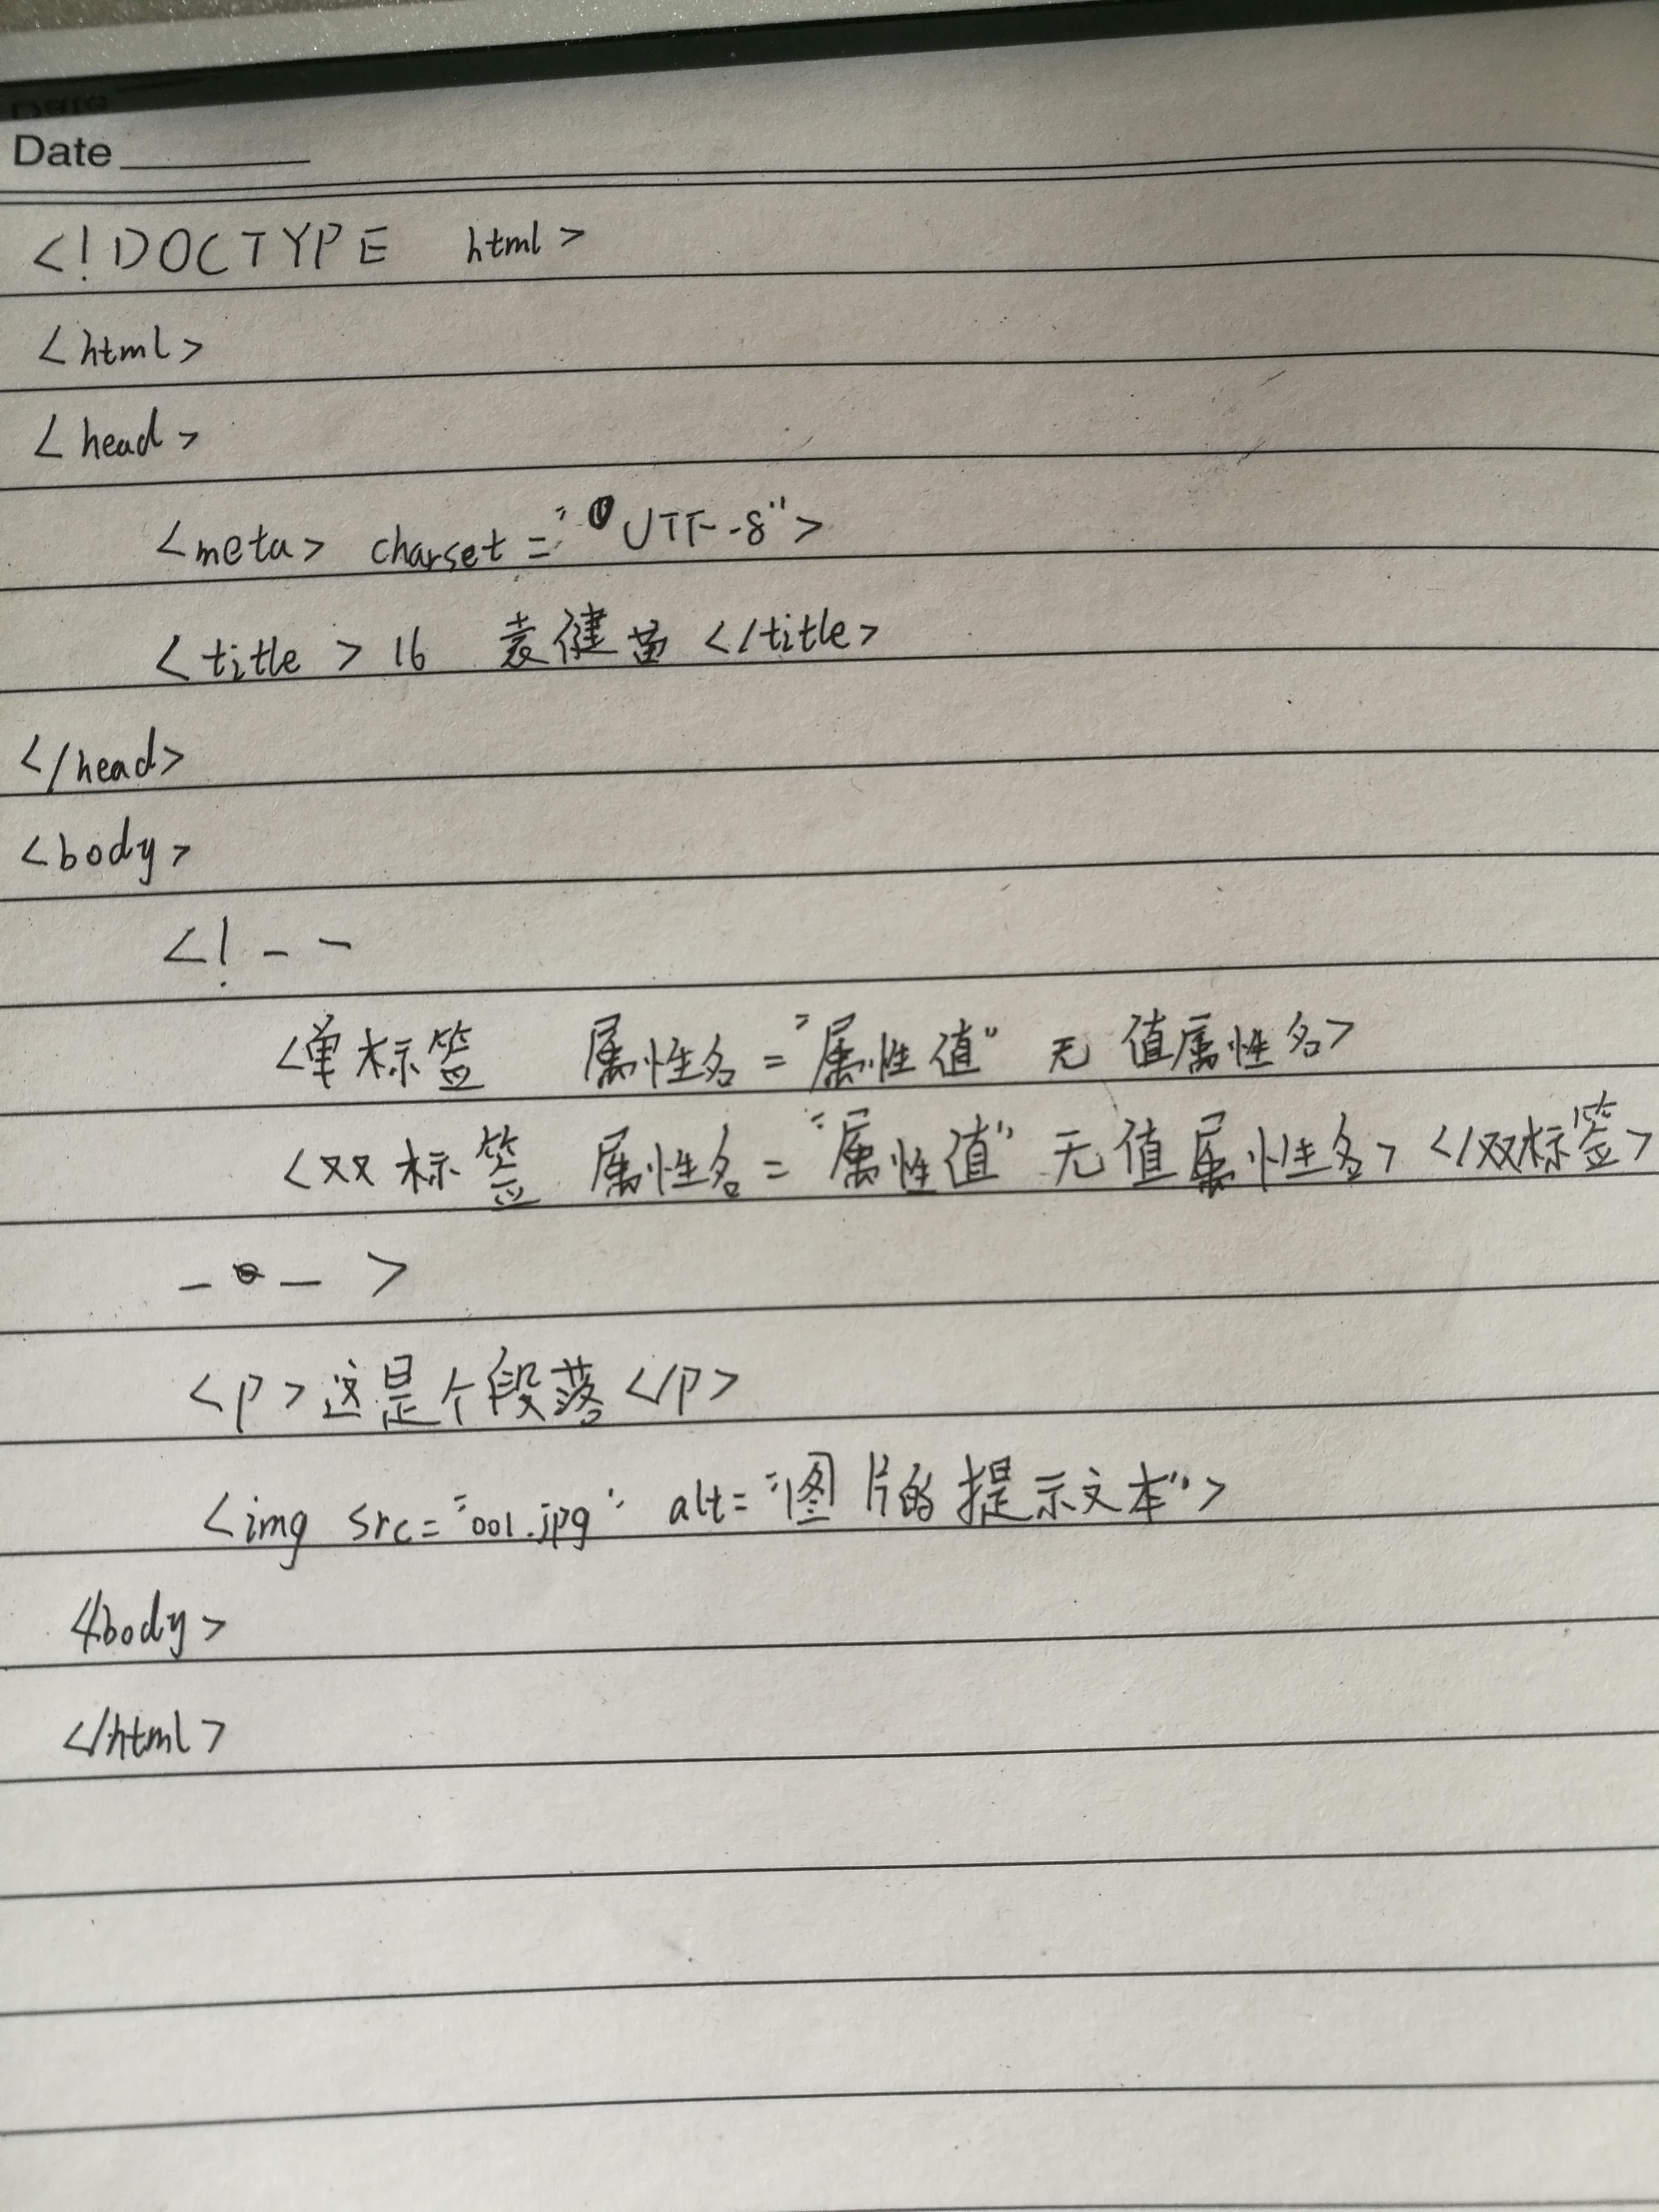 Date
Date
<!DOCTYPE html>
<html>
<head>
<meta> charset="UTF-8">
<title>16 袁健苗</title>
</head>
<body>
<!--
<单标签 属性名="属性值" 无值属性名>
<双标签 属性名="属性值" 无值属性名></双标签>
-->
<p>这是个段落</p>
<img src="001.jpg" alt="图片的提示文本">
</body>
</html>